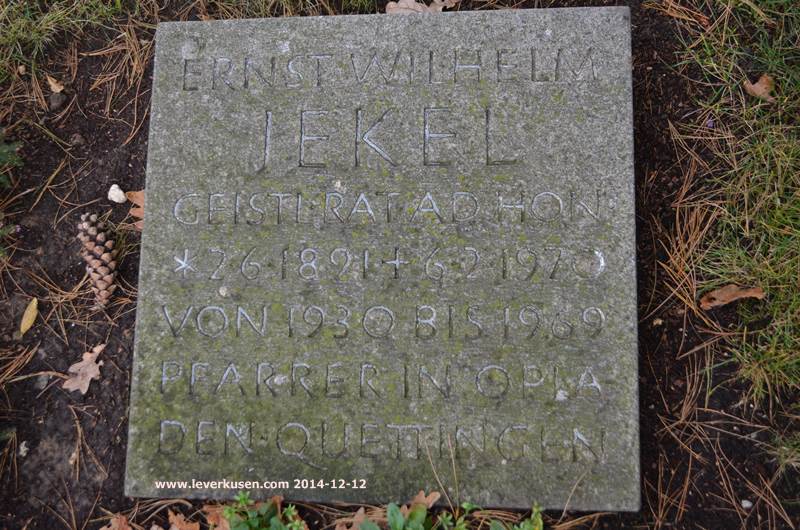 ERNST WILHELM
JEKEL
GEISTL·RAT AD HON·
*2·6·1891+6·2·1970
VON 1930 BIS 1969
PFARRER IN OPLA
DEN-QUETTINGEN
www.leverkusen.com 2014-12-12